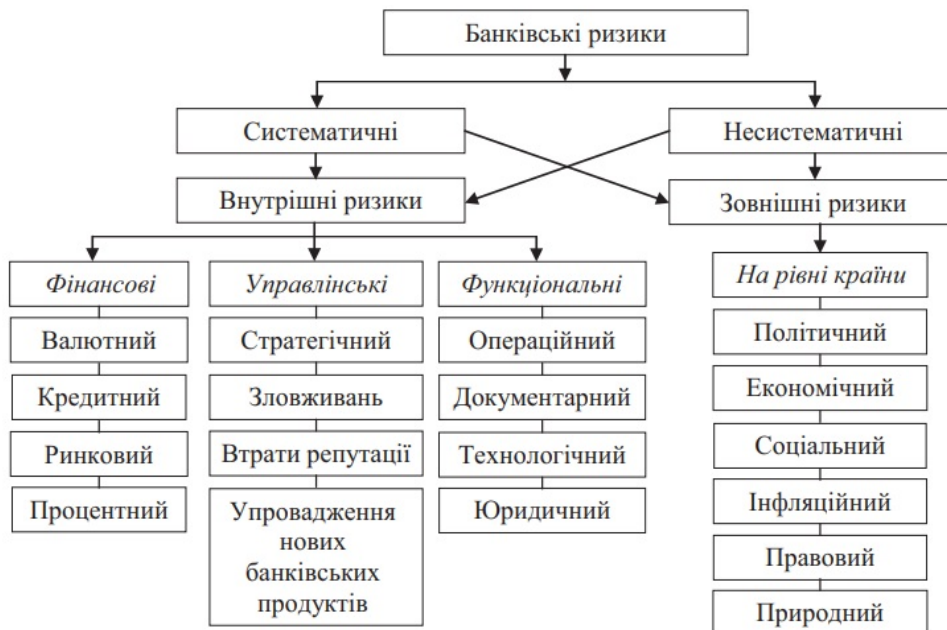 Банківські ризики
Систематичні
Несистематичні
Внутрішні ризики
Зовнішні ризики
Фінансові
Валютний
Кредитний
Ринковий
Процентний
Управлінські
Стратегічний
Зловживань
Втрати репутації
Упровадження
нових
банківських
продуктів
Функціональні
Операційний
Документарний
Технологічний
Юридичний
На рівні країни
Політичний
Економічний
Соціальний
Інфляційний
Правовий
Природний